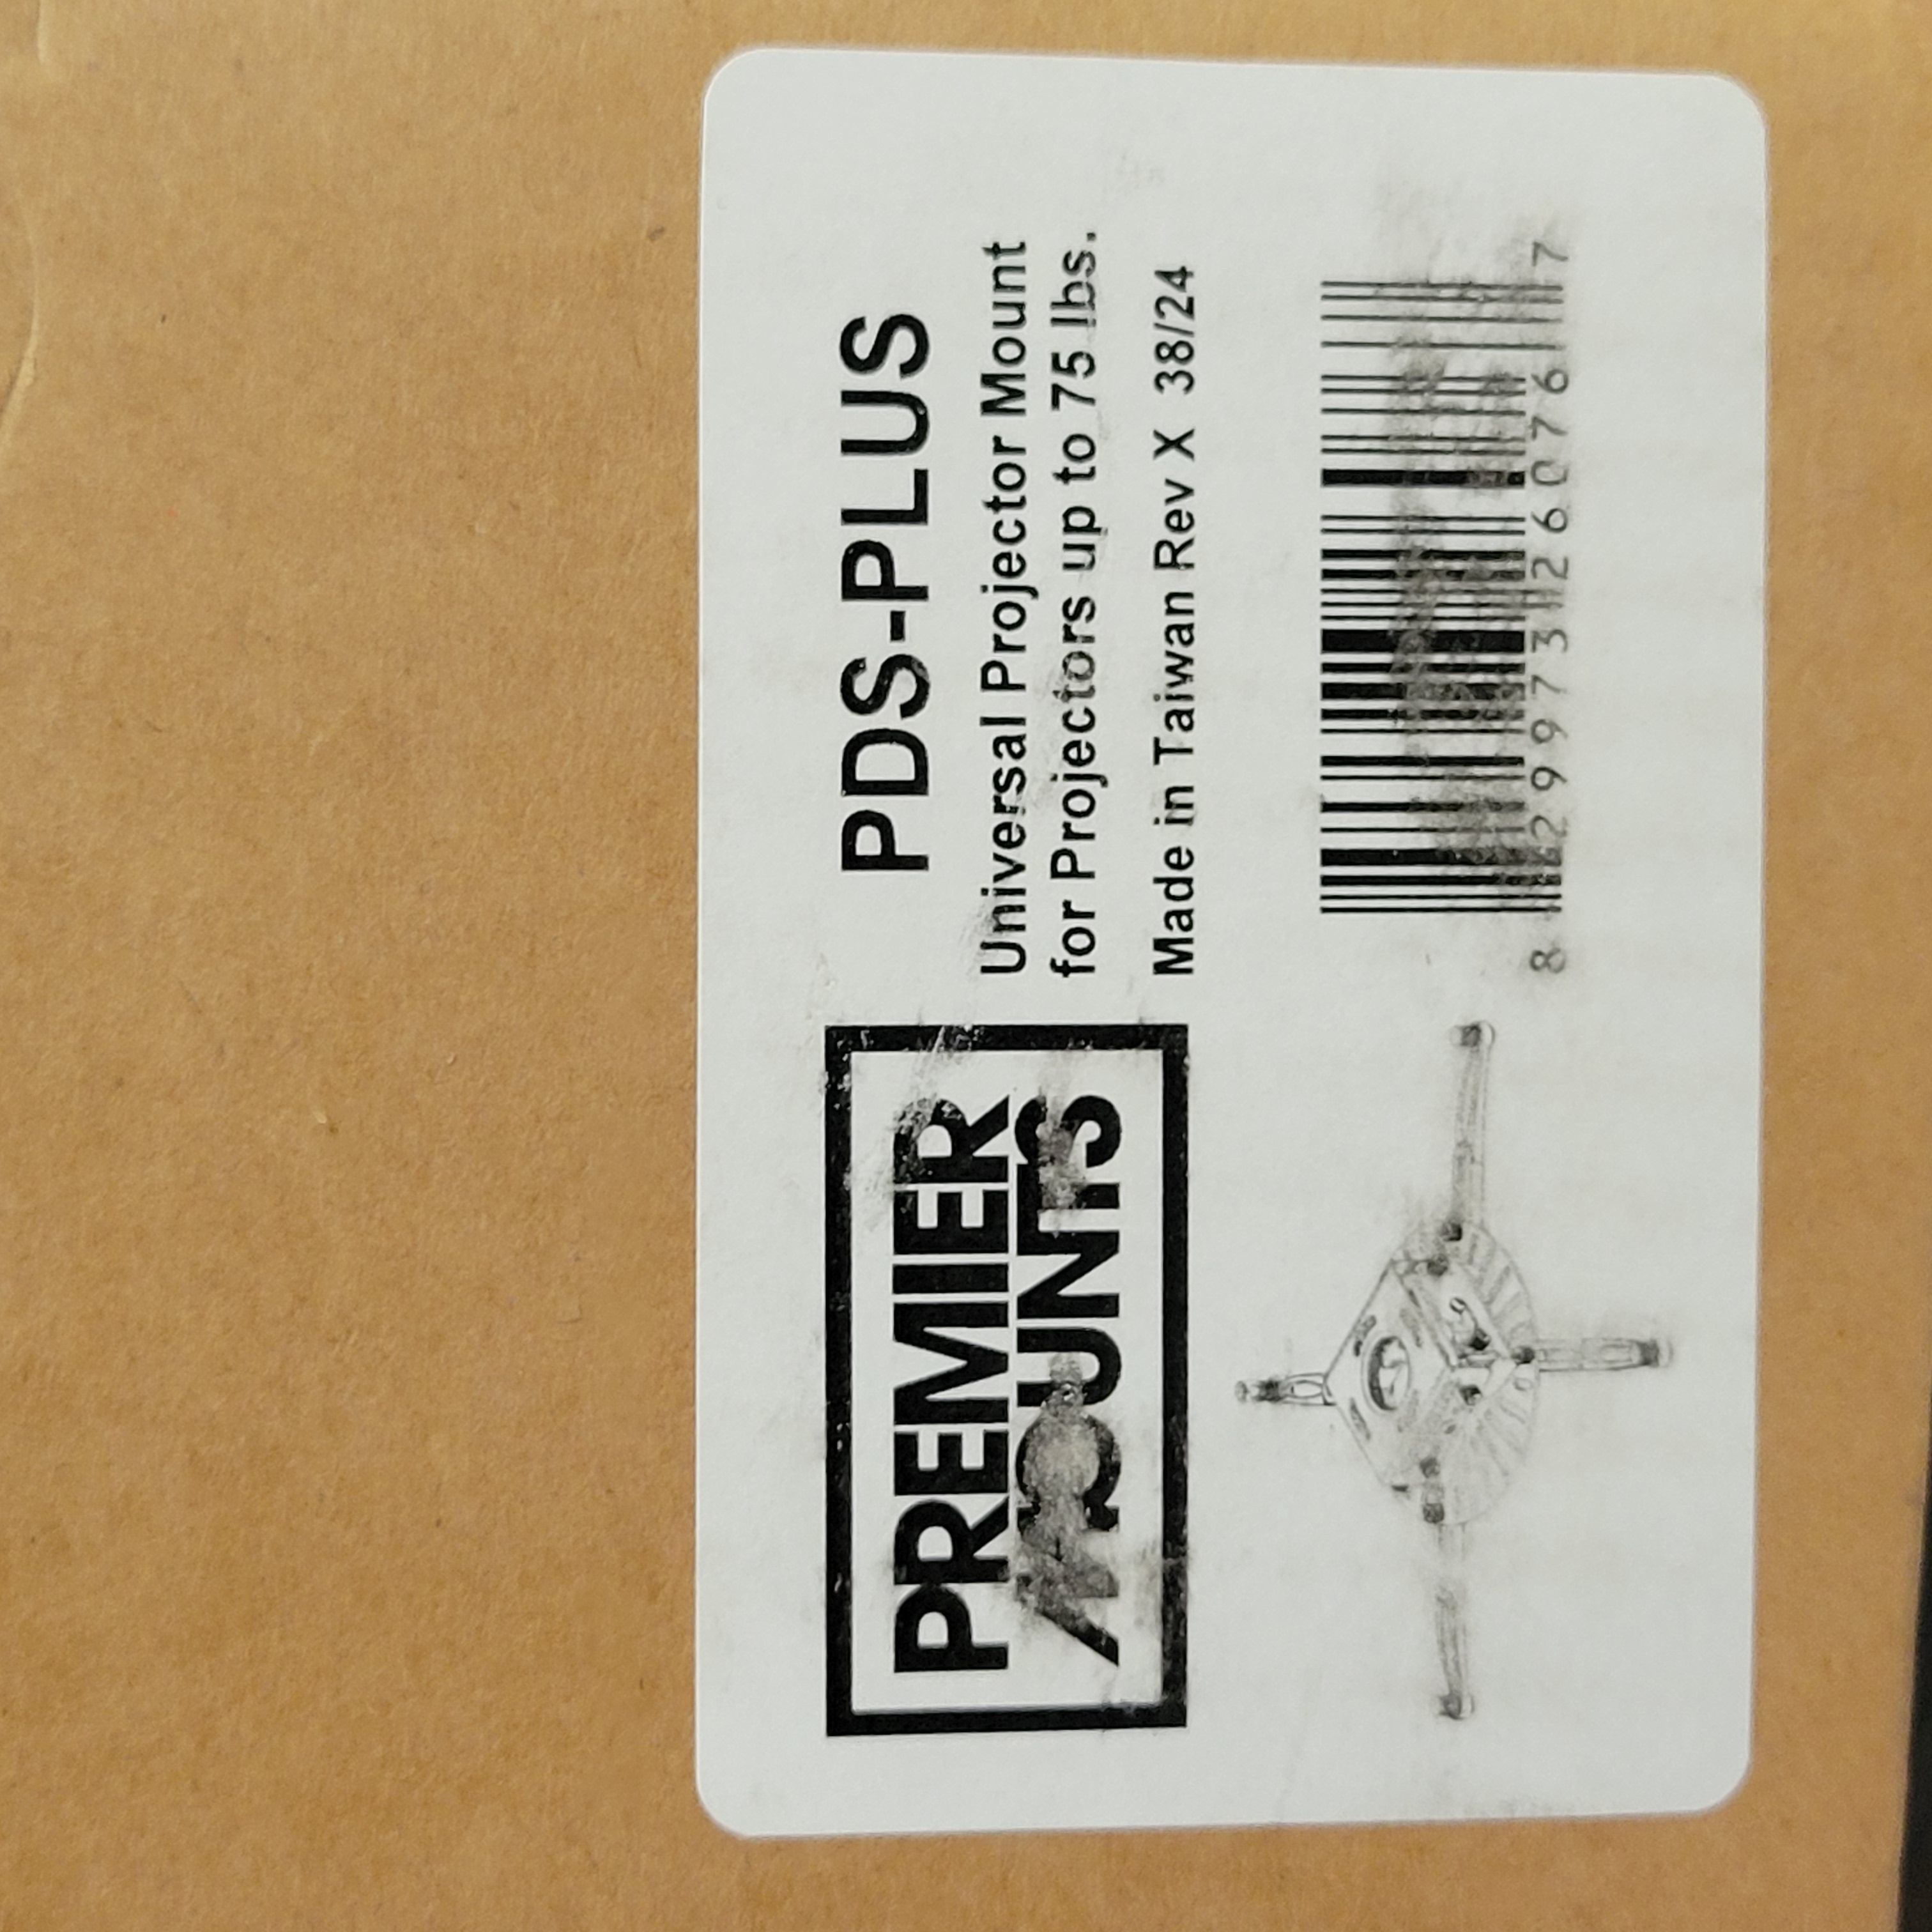 PREMIER
MOUNTS
PDS-PLUS
Universal Projector Mount
for Projectors up to 75 lbs.
Made in Taiwan Rev X 38/24
8 29973 26076 7